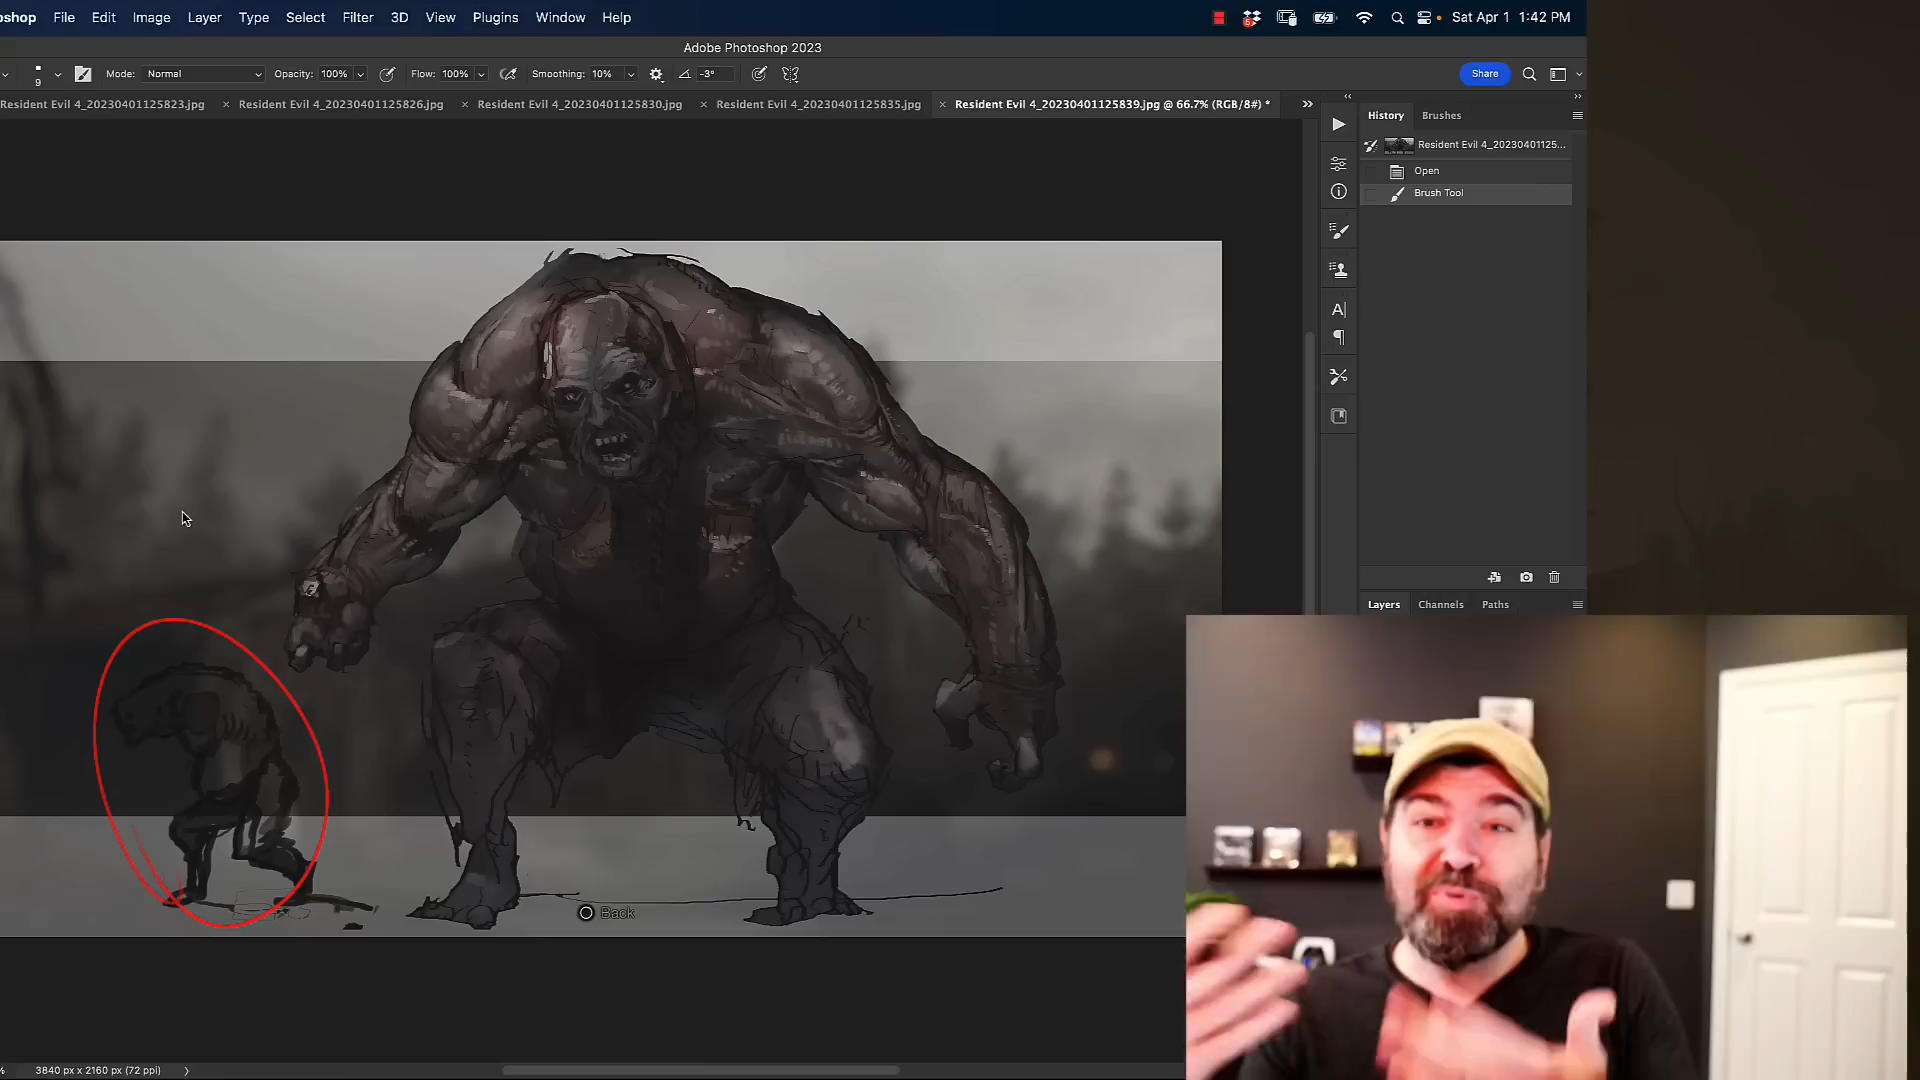 oshop File Edit Image Layer Type Select Filter 3D View Plugins Window Help Sat Apr 1 1:42 PM
Adobe Photoshop 2023
9 Mode: Normal Opacity: 100% Flow: 100% Smoothing: 10% -3° Share
Resident Evil 4_20230401125823.jpg × Resident Evil 4_20230401125826.jpg × Resident Evil 4_20230401125830.jpg × Resident Evil 4_20230401125835.jpg × Resident Evil 4_20230401125839.jpg @ 66.7% (RGB/8#) *
History Brushes
Resident Evil 4_20230401125...
Open
Brush Tool
Layers Channels Paths
Back
% 3840 px x 2160 px (72 ppi)